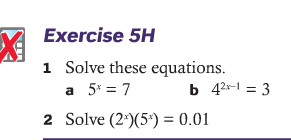 Exercise 5H
1 Solve these equations.
a 5ˣ = 7 b 4²ˣ⁻¹ = 3
2 Solve (2ˣ)(5ˣ) = 0.01